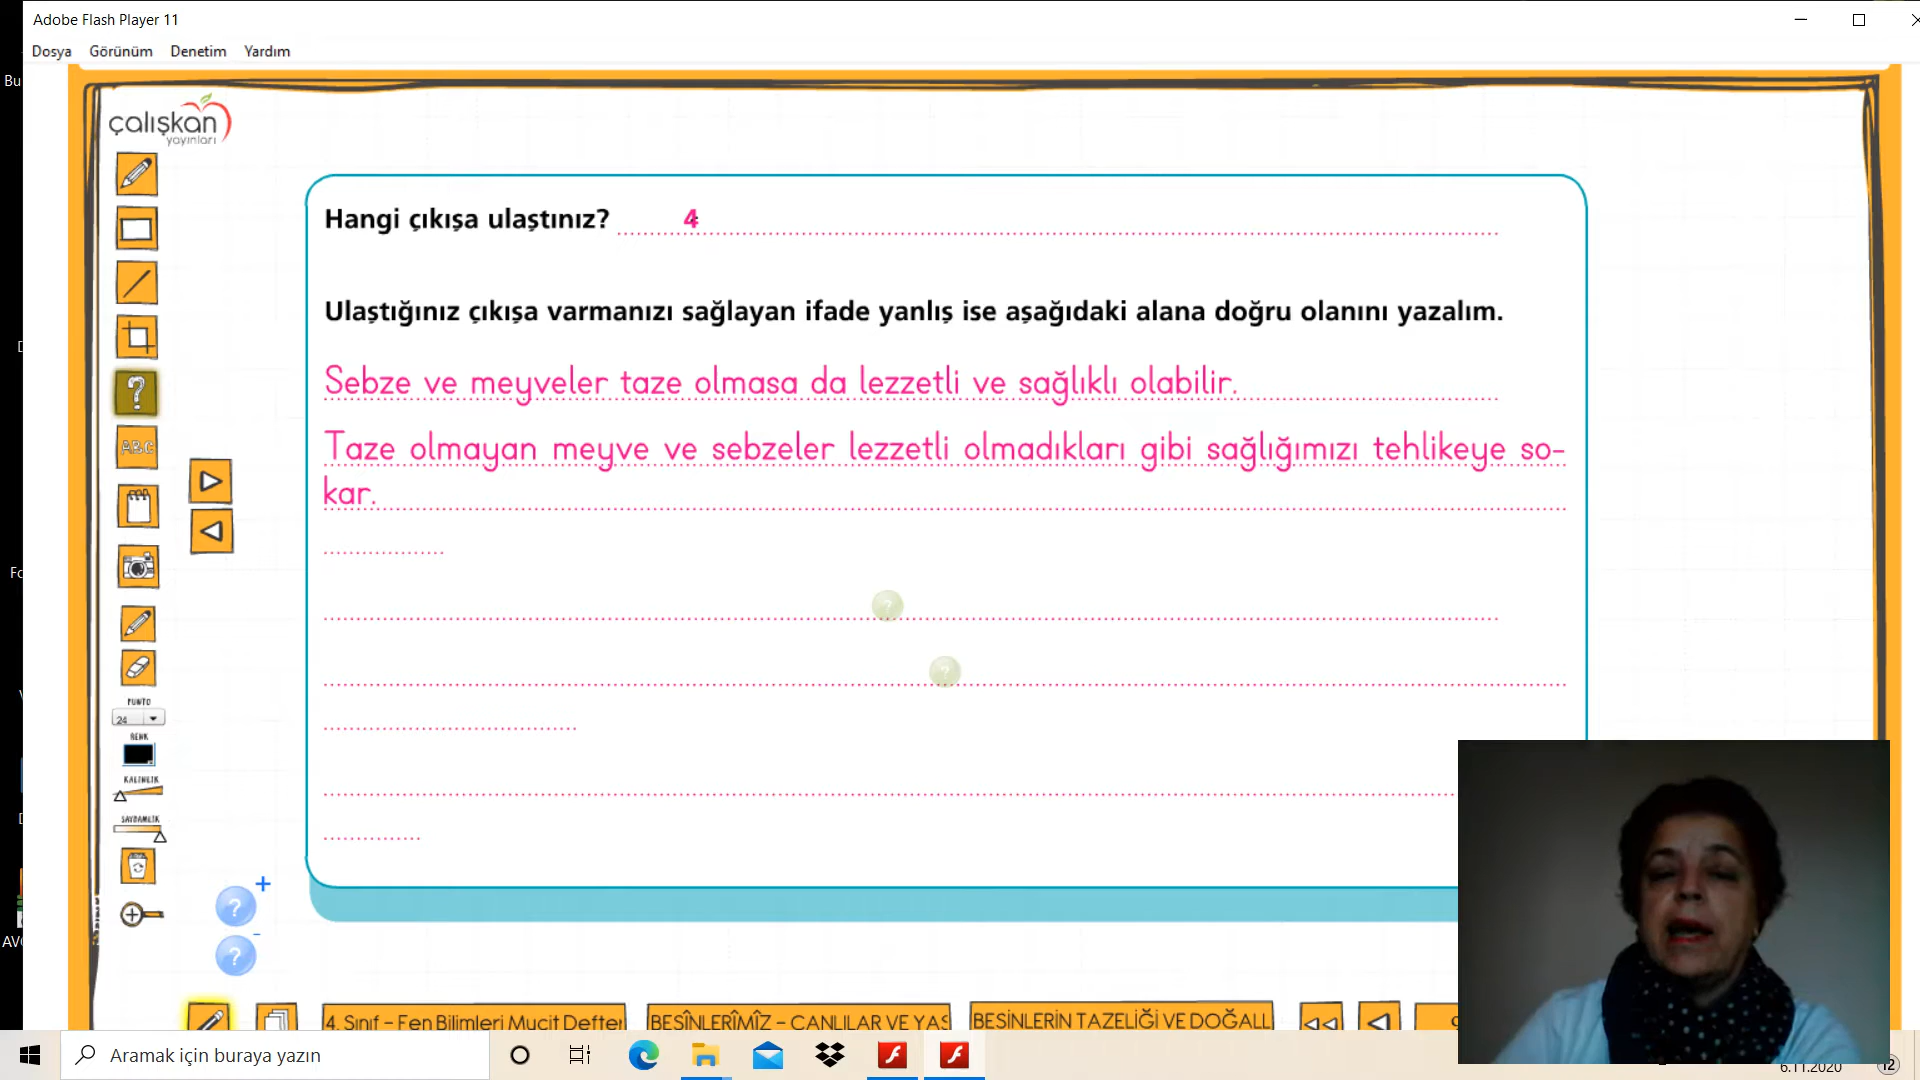 Adobe Flash Player 11
Dosya Görünüm Denetim Yardım
Bu
çalışkan
yayınları
Hangi çıkışa ulaştınız? 4
Ulaştığınız çıkışa varmanızı sağlayan ifade yanlış ise aşağıdaki alana doğru olanını yazalım.
Sebze ve meyveler taze olmasa da lezzetli ve sağlıklı olabilir.
Taze olmayan meyve ve sebzeler lezzetli olmadıkları gibi sağlığımızı tehlikeye so-
kar.
ABC
PUNTO
24
RENK
KALINLIK
SAYDAMLIK
4. Sınıf - Fen Bilimleri Mucit Defter
BESİNLERİMİZ - CANLILAR VE YAŞ
BESİNLERİN TAZELİĞİ VE DOĞALL
Aramak için buraya yazın
6.11.2020
12